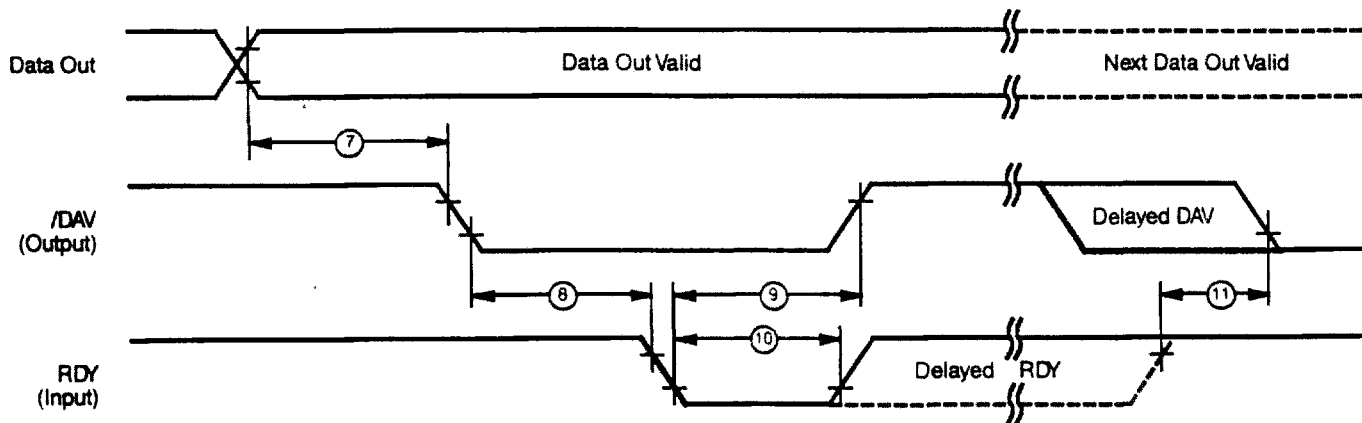 Data Out
Data Out Valid
Next Data Out Valid
7
/DAV
(Output)
Delayed DAV
8
9
11
10
RDY
(Input)
Delayed RDY